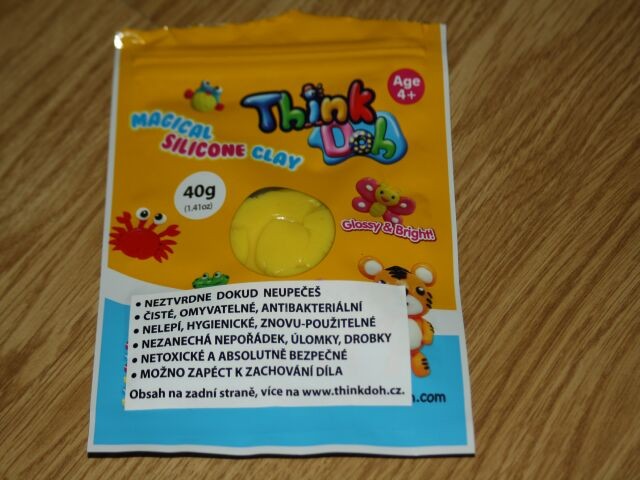 Age
4+
Think
Doh
MAGICAL
SILICONE CLAY
40g
(1.41oz)
Glossy & Bright!
• NEZTVRDNE DOKUD NEUPEČEŠ
• ČISTÉ, OMYVATELNÉ, ANTIBAKTERIÁLNÍ
• NELEPÍ, HYGIENICKÉ, ZNOVU-POUŽITELNÉ
• NEZANECHÁ NEPOŘÁDEK, ÚLOMKY, DROBKY
• NETOXICKÉ A ABSOLUTNĚ BEZPEČNÉ
• MOŽNO ZAPÉCT K ZACHOVÁNÍ DÍLA
Obsah na zadní straně, více na www.thinkdoh.cz.
.com